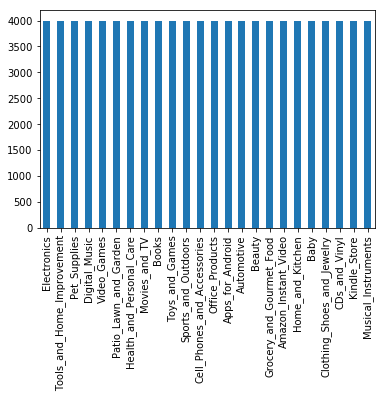 4000
3500
3000
2500
2000
1500
1000
500
0
Electronics
Tools_and_Home_Improvement
Pet_Supplies
Digital_Music
Video_Games
Patio_Lawn_and_Garden
Health_and_Personal_Care
Movies_and_TV
Books
Toys_and_Games
Sports_and_Outdoors
Cell_Phones_and_Accessories
Office_Products
Apps_for_Android
Automotive
Beauty
Grocery_and_Gourmet_Food
Amazon_Instant_Video
Home_and_Kitchen
Baby
Clothing_Shoes_and_Jewelry
CDs_and_Vinyl
Kindle_Store
Musical_Instruments